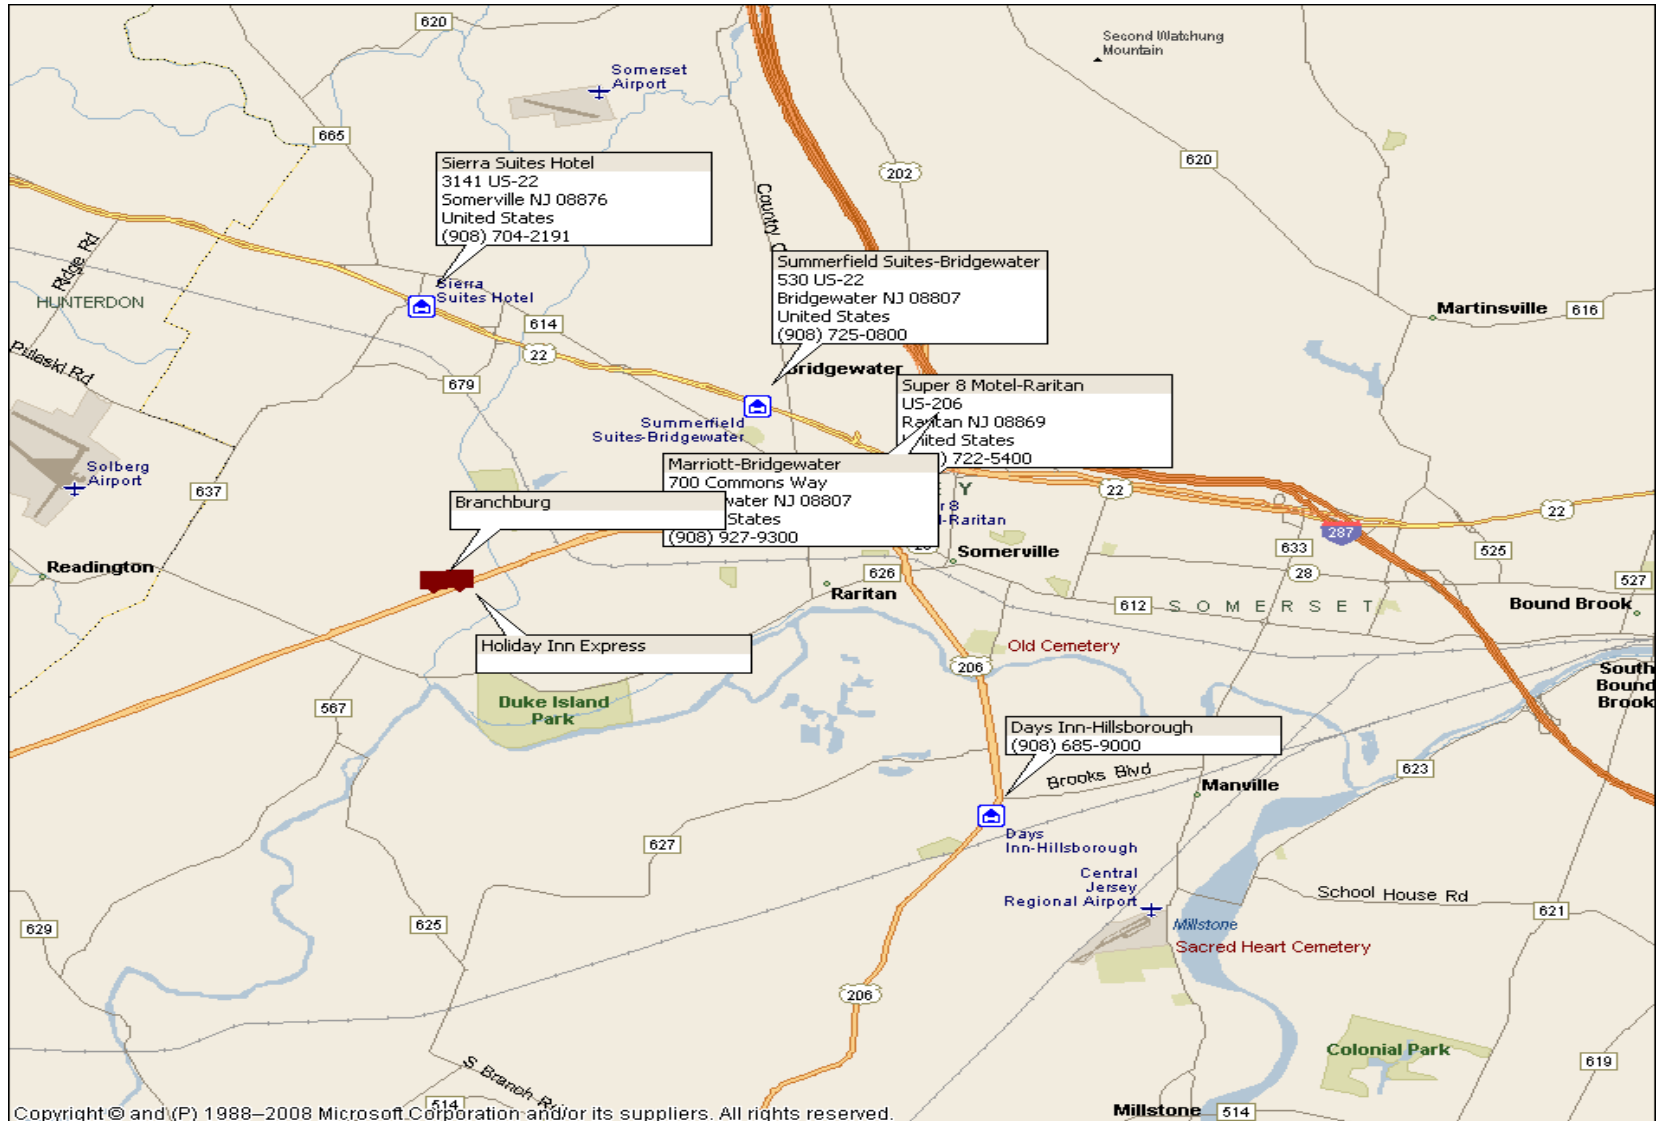 620
Second Watchung
Mountain
Somerset
Airport
665
620
Sierra Suites Hotel
3141 US-22
Somerville NJ 08876
United States
(908) 704-2191
202
County
Ridge Rd
HUNTERDON
Sierra
Suites Hotel
Summerfield Suites-Bridgewater
530 US-22
Bridgewater NJ 08807
United States
(908) 725-0800
Martinsville
616
614
22
Pulaski Rd
679
Bridgewater
Super 8 Motel-Raritan
US-206
Raritan NJ 08869
United States
) 722-5400
Summerfield
Suites-Bridgewater
Marriott-Bridgewater
700 Commons Way
water NJ 08807
States
(908) 927-9300
Solberg
Airport
637
Branchburg
Y
22
22
r 8
l-Raritan
287
Somerville
633
525
28
527
Readington
626
Raritan
612
SOMERSET
Bound Brook
Holiday Inn Express
Old Cemetery
206
South
Bound
Brook
Duke Island
Park
567
Days Inn-Hillsborough
(908) 685-9000
Brooks Blvd
623
Manville
Days
Inn-Hillsborough
627
Central
Jersey
Regional Airport
School House Rd
621
629
625
Millstone
Sacred Heart Cemetery
206
Colonial Park
619
S Branch Rd
514
Millstone
514
Copyright © and (P) 1988–2008 Microsoft Corporation and/or its suppliers. All rights reserved.